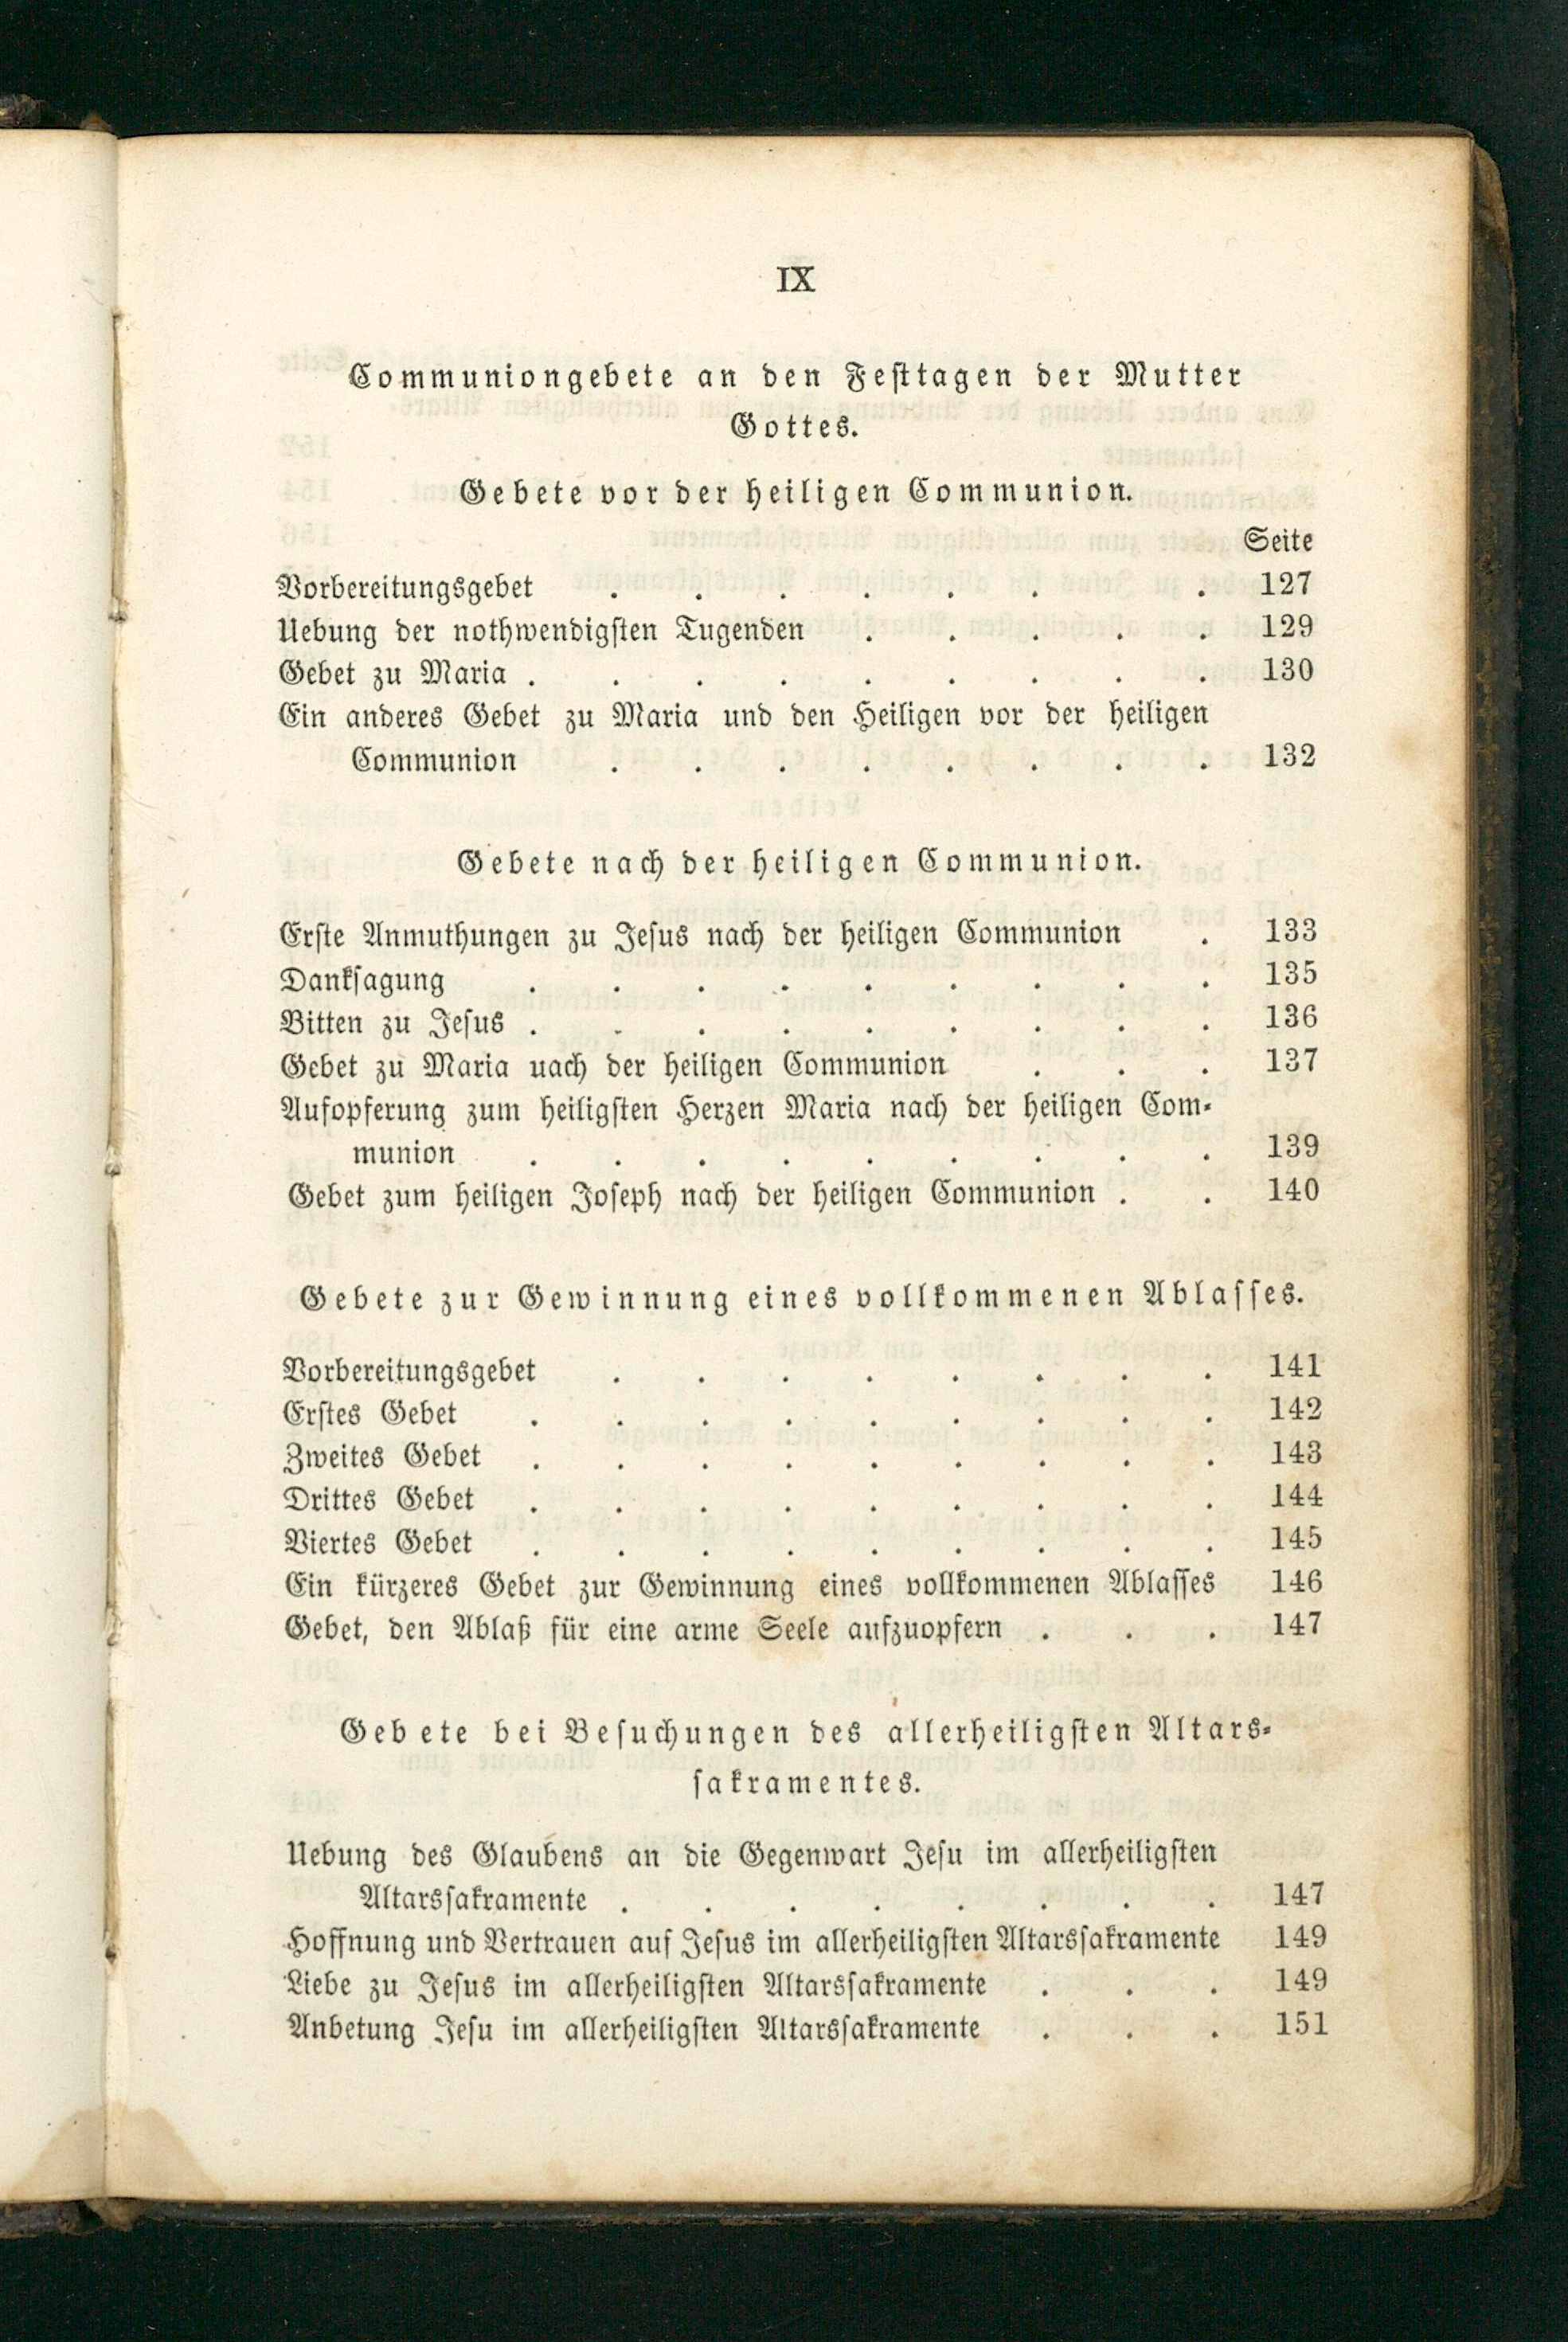 IX
Communiongebete an den Festtagen der Mutter
Gottes.
Gebete vor der heiligen Communion.
Seite
Vorbereitungsgebet . . . . . . . 127
Uebung der nothwendigsten Tugenden . . . . . 129
Gebet zu Maria . . . . . . . . . 130
Ein anderes Gebet zu Maria und den Heiligen vor der heiligen
Communion . . . . . . . . 132
Gebete nach der heiligen Communion.
Erste Anmuthungen zu Jesus nach der heiligen Communion . 133
Danksagung . . . . . . . . . 135
Bitten zu Jesus . . . . . . . . . 136
Gebet zu Maria uach der heiligen Communion . . . 137
Aufopferung zum heiligsten Herzen Maria nach der heiligen Com-
munion . . . . . . . . . 139
Gebet zum heiligen Joseph nach der heiligen Communion . . 140
Gebete zur Gewinnung eines vollkommenen Ablasses.
Vorbereitungsgebet . . . . . . . . 141
Erstes Gebet . . . . . . . . . 142
Zweites Gebet . . . . . . . . . 143
Drittes Gebet . . . . . . . . . 144
Viertes Gebet . . . . . . . . . 145
Ein kürzeres Gebet zur Gewinnung eines vollkommenen Ablasses 146
Gebet, den Ablaß für eine arme Seele aufzuopfern . . . 147
Gebete bei Besuchungen des allerheiligsten Altars-
sakramentes.
Uebung des Glaubens an die Gegenwart Jesu im allerheiligsten
Altarssakramente . . . . . . . . 147
Hoffnung und Vertrauen auf Jesus im allerheiligsten Altarssakramente 149
Liebe zu Jesus im allerheiligsten Altarssakramente . . . 149
Anbetung Jesu im allerheiligsten Altarssakramente . . . 151